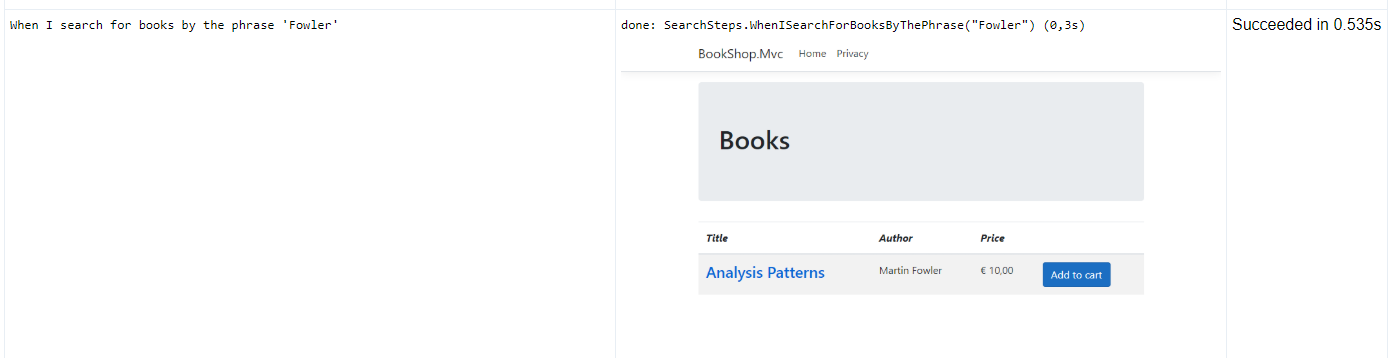 When I search for books by the phrase 'Fowler'
done: SearchSteps.WhenISearchForBooksByThePhrase("Fowler") (0,3s)
Succeeded in 0.535s
BookShop.Mvc Home Privacy
Books
Title Author Price
Analysis Patterns Martin Fowler € 10,00 Add to cart